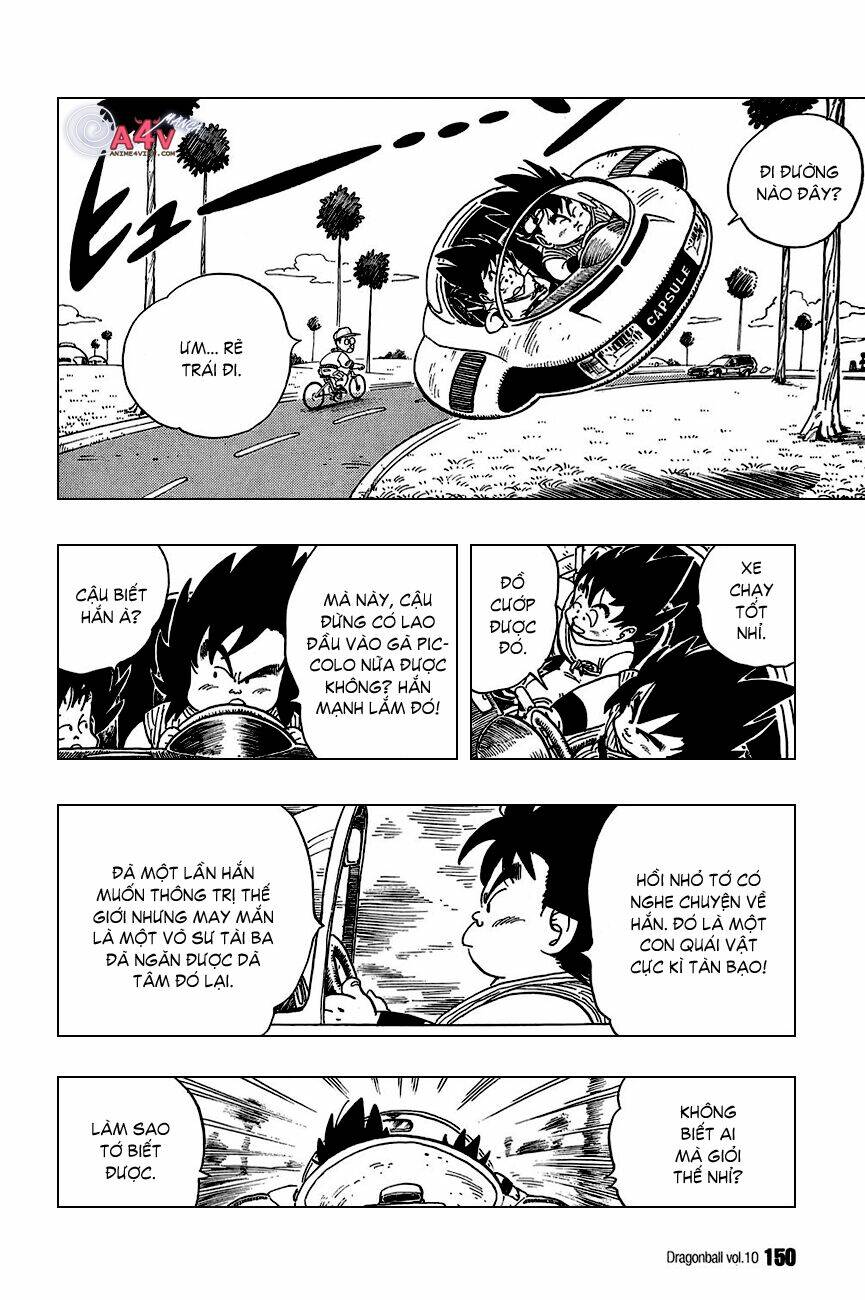 A4V
MANGA
ANIME4VIET.COM
ヒュー
ĐI ĐƯỜNG
NÀO ĐÂY?
ƯM... RẼ
TRÁI ĐI.
CAPSULE
XE
CHẠY
TỐT
NHỈ.
ĐỒ
CƯỚP
ĐƯỢC
ĐÓ.
MÀ NÀY, CẬU
ĐỪNG CÓ LAO
ĐẦU VÀO GÃ PIC-
COLO NỮA ĐƯỢC
KHÔNG? HẮN
MẠNH LẮM ĐÓ!
CẬU BIẾT
HẮN À?
HỒI NHỎ TỚ CÓ
NGHE CHUYỆN VỀ
HẮN. ĐÓ LÀ MỘT
CON QUÁI VẬT
CỰC KÌ TÀN BẠO!
ĐÃ MỘT LẦN HẮN
MUỐN THÔNG TRỊ THẾ
GIỚI NHƯNG MAY MẮN
LÀ MỘT VÕ SƯ TÀI BA
ĐÃ NGĂN ĐƯỢC DÃ
TÂM ĐÓ LẠI.
KHÔNG
BIẾT AI
MÀ GIỎI
THẾ NHỈ?
LÀM SAO
TỚ BIẾT
ĐƯỢC.
Dragonball vol.10 150